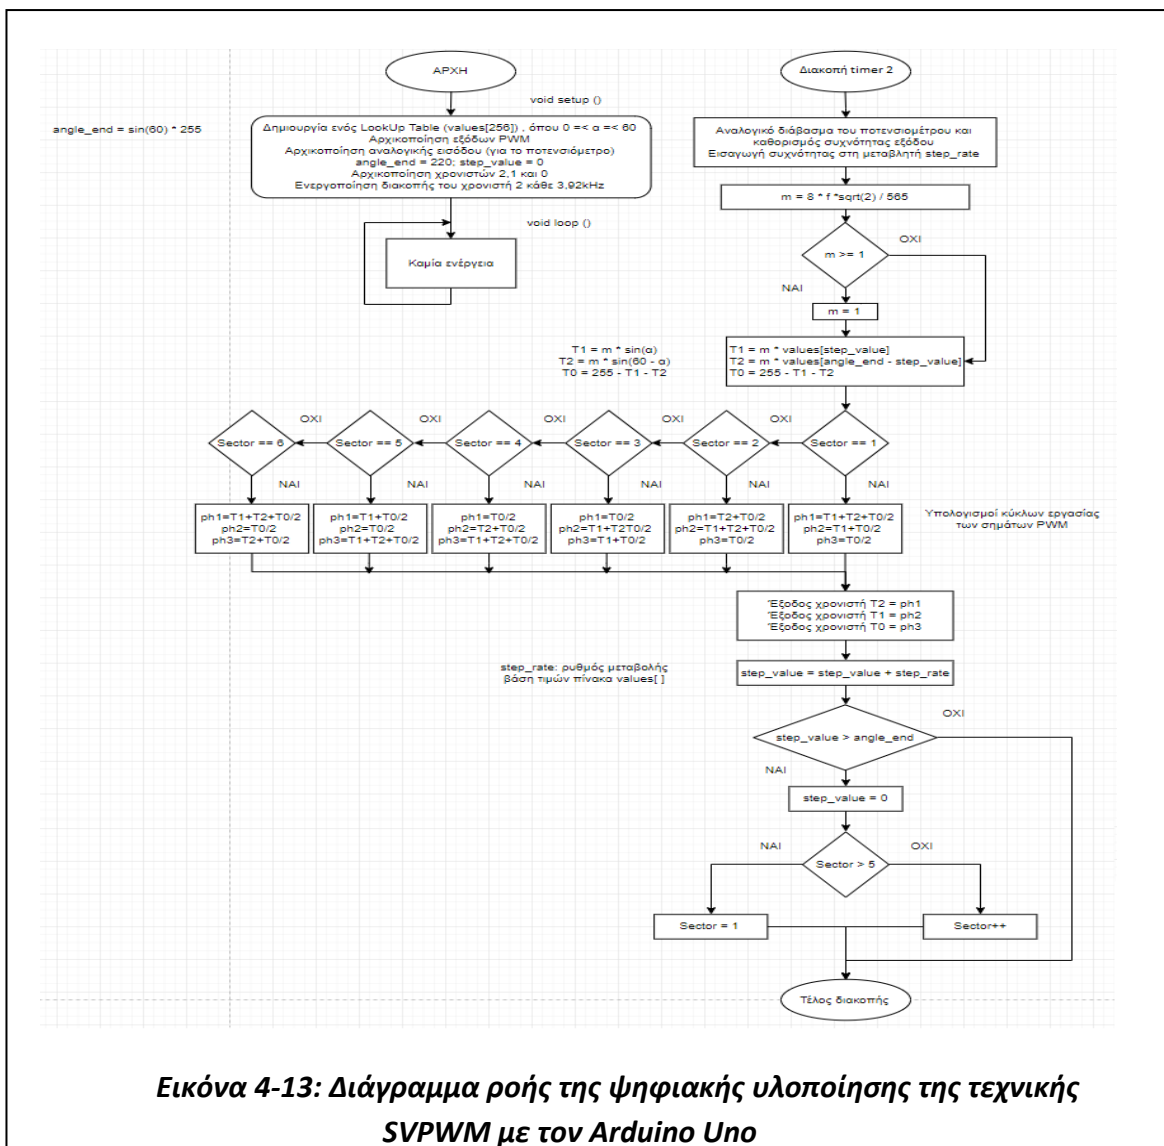 ΑΡΧΗ
void setup ()
angle_end = sin(60) * 255
Δημιουργία ενός LookUp Table (values[256]) , όπου 0 =< α =< 60
Αρχικοποίηση εξόδων PWM
Αρχικοποίηση αναλογικής εισόδου (για το ποτενσιόμετρο)
angle_end = 220; step_value = 0
Αρχικοποίηση χρονιστών 2,1 και 0
Ενεργοποίηση διακοπής του χρονιστή 2 κάθε 3,92kHz
void loop ()
Καμία ενέργεια
Διακοπή timer 2
Αναλογικό διάβασμα του ποτενσιομέτρου και
καθορισμός συχνότητας εξόδου
Εισαγωγή συχνότητας στη μεταβλητή step_rate
m = 8 * f *sqrt(2) / 565
m >= 1
ΟΧΙ
ΝΑΙ
m = 1
T1 = m * sin(α)
T2 = m * sin(60 - α)
T0 = 255 - T1 - T2
T1 = m * values[step_value]
T2 = m * values[angle_end - step_value]
T0 = 255 - T1 - T2
ΟΧΙ
ΟΧΙ
ΟΧΙ
ΟΧΙ
ΟΧΙ
Sector == 6
Sector == 5
Sector == 4
Sector == 3
Sector == 2
Sector == 1
ΝΑΙ
ΝΑΙ
ΝΑΙ
ΝΑΙ
ΝΑΙ
ΝΑΙ
ph1=T1+T2+T0/2
ph2=T0/2
ph3=T2+T0/2
ph1=T1+T0/2
ph2=T0/2
ph3=T1+T2+T0/2
ph1=T0/2
ph2=T2+T0/2
ph3=T1+T2+T0/2
ph1=T0/2
ph2=T1+T2T0/2
ph3=T1+T0/2
ph1=T2+T0/2
ph2=T1+T2+T0/2
ph3=T0/2
ph1=T1+T2+T0/2
ph2=T1+T0/2
ph3=T0/2
Υπολογισμοί κύκλων εργασίας
των σημάτων PWM
Έξοδος χρονιστή T2 = ph1
Έξοδος χρονιστή T1 = ph2
Έξοδος χρονιστή T0 = ph3
step_rate: ρυθμός μεταβολής
βάση τιμών πίνακα values[ ]
step_value = step_value + step_rate
step_value > angle_end
ΟΧΙ
ΝΑΙ
step_value = 0
Sector > 5
ΝΑΙ
ΟΧΙ
Sector = 1
Sector++
Τέλος διακοπής
Εικόνα 4-13: Διάγραμμα ροής της ψηφιακής υλοποίησης της τεχνικής
SVPWM με τον Arduino Uno